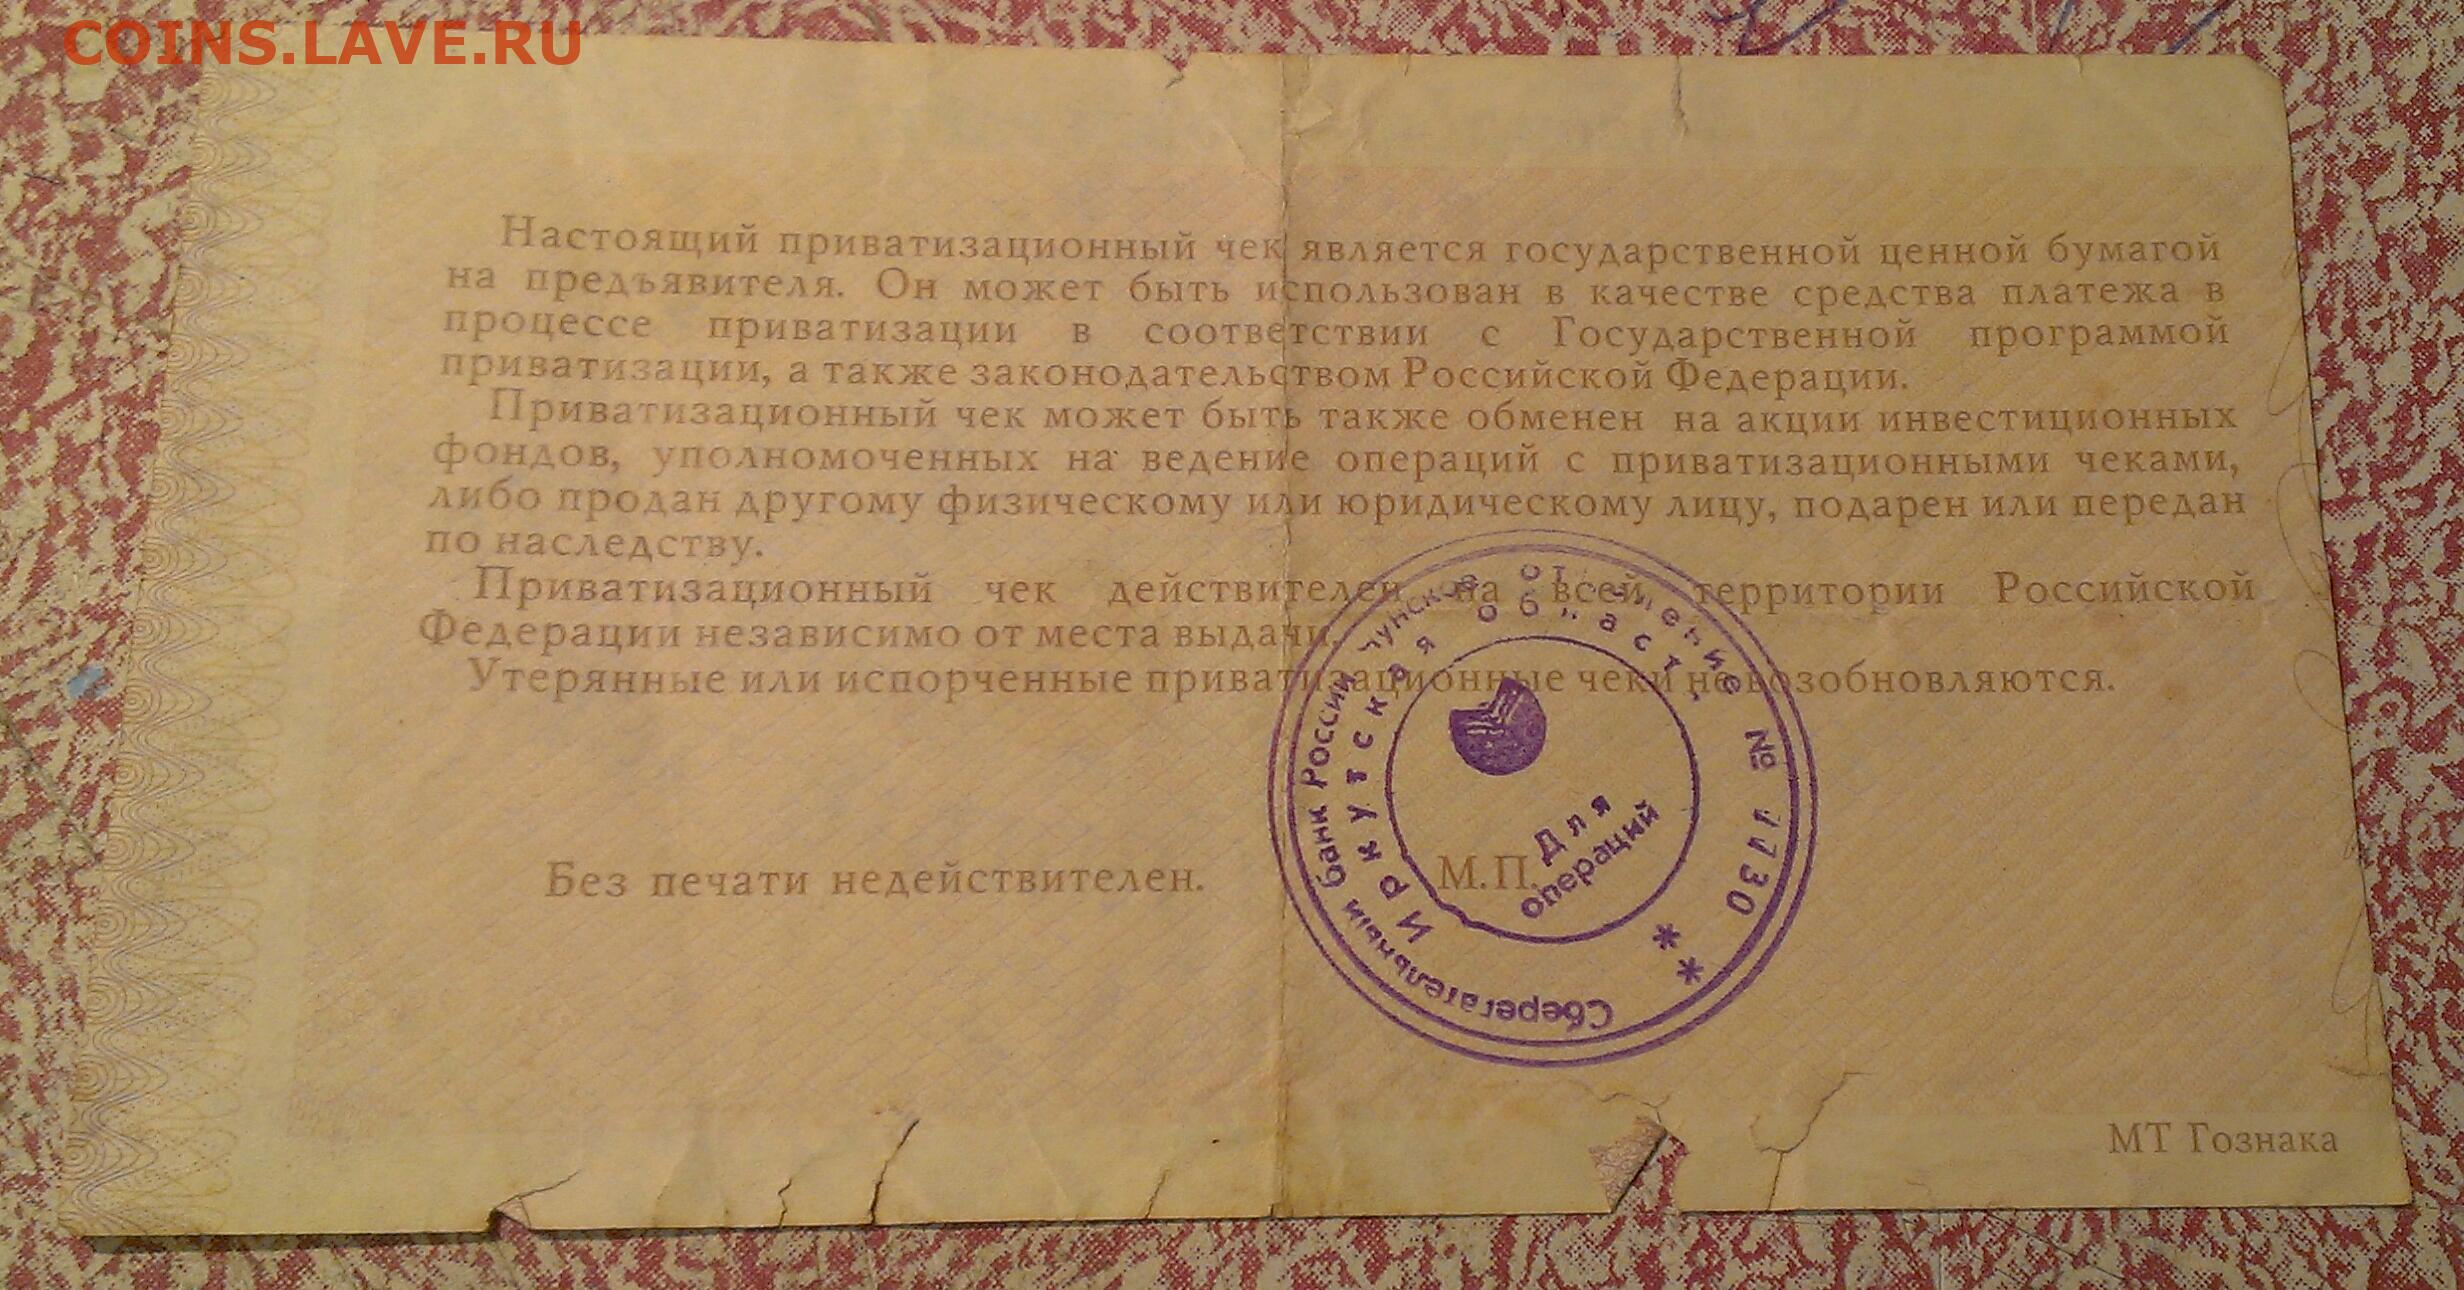 COINS.LAVE.RU
Настоящий приватизационный чек является государственной ценной бумагой
на предъявителя. Он может быть использован в качестве средства платежа в
процессе приватизации в соответствии с Государственной программой
приватизации, а также законодательством Российской Федерации.
Приватизационный чек может быть также обменен на акции инвестиционных
фондов, уполномоченных на ведение операций с приватизационными чеками,
либо продан другому физическому или юридическому лицу, подарен или передан
по наследству.
Приватизационный чек действителен на всей территории Российской
Федерации независимо от места выдачи.
Утерянные или испорченные приватизационные чеки не возобновляются.
Без печати недействителен.
М.П.
Сберегательный банк России № 7730
Иркутская область
Для
операций
МТ Гознака